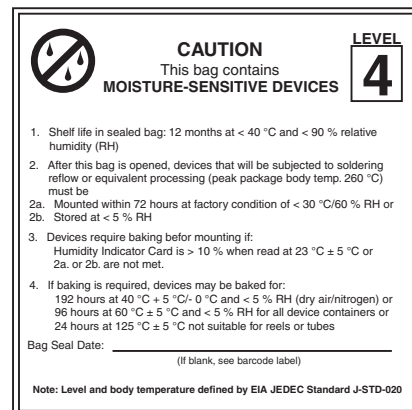 CAUTION
This bag contains
MOISTURE-SENSITIVE DEVICES
LEVEL
4
1. Shelf life in sealed bag: 12 months at < 40 °C and < 90 % relative
humidity (RH)
2. After this bag is opened, devices that will be subjected to soldering
reflow or equivalent processing (peak package body temp. 260 °C)
must be
2a. Mounted within 72 hours at factory condition of < 30 °C/60 % RH or
2b. Stored at < 5 % RH
3. Devices require baking befor mounting if:
Humidity Indicator Card is > 10 % when read at 23 °C ± 5 °C or
2a. or 2b. are not met.
4. If baking is required, devices may be baked for:
192 hours at 40 °C + 5 °C/- 0 °C and < 5 % RH (dry air/nitrogen) or
96 hours at 60 °C ± 5 °C and < 5 % RH for all device containers or
24 hours at 125 °C ± 5 °C not suitable for reels or tubes
Bag Seal Date:
(If blank, see barcode label)
Note: Level and body temperature defined by EIA JEDEC Standard J-STD-020